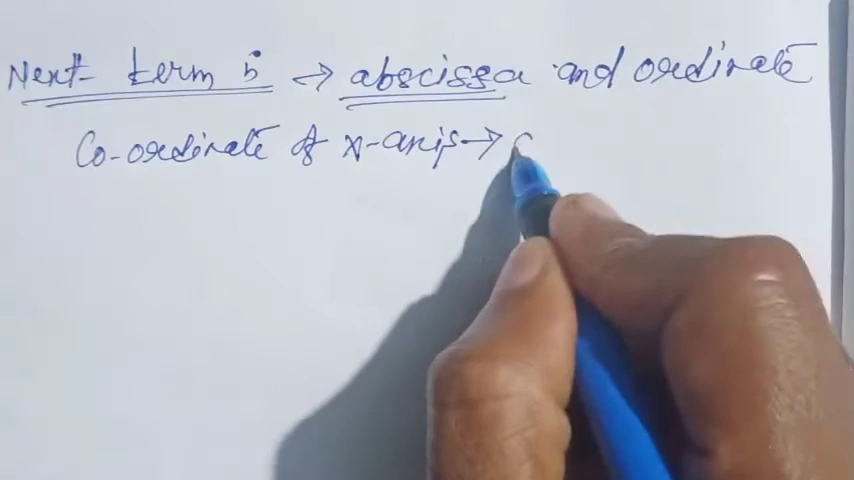 Next term is → abscissa and ordinate
Co-ordinate of x-axis → a